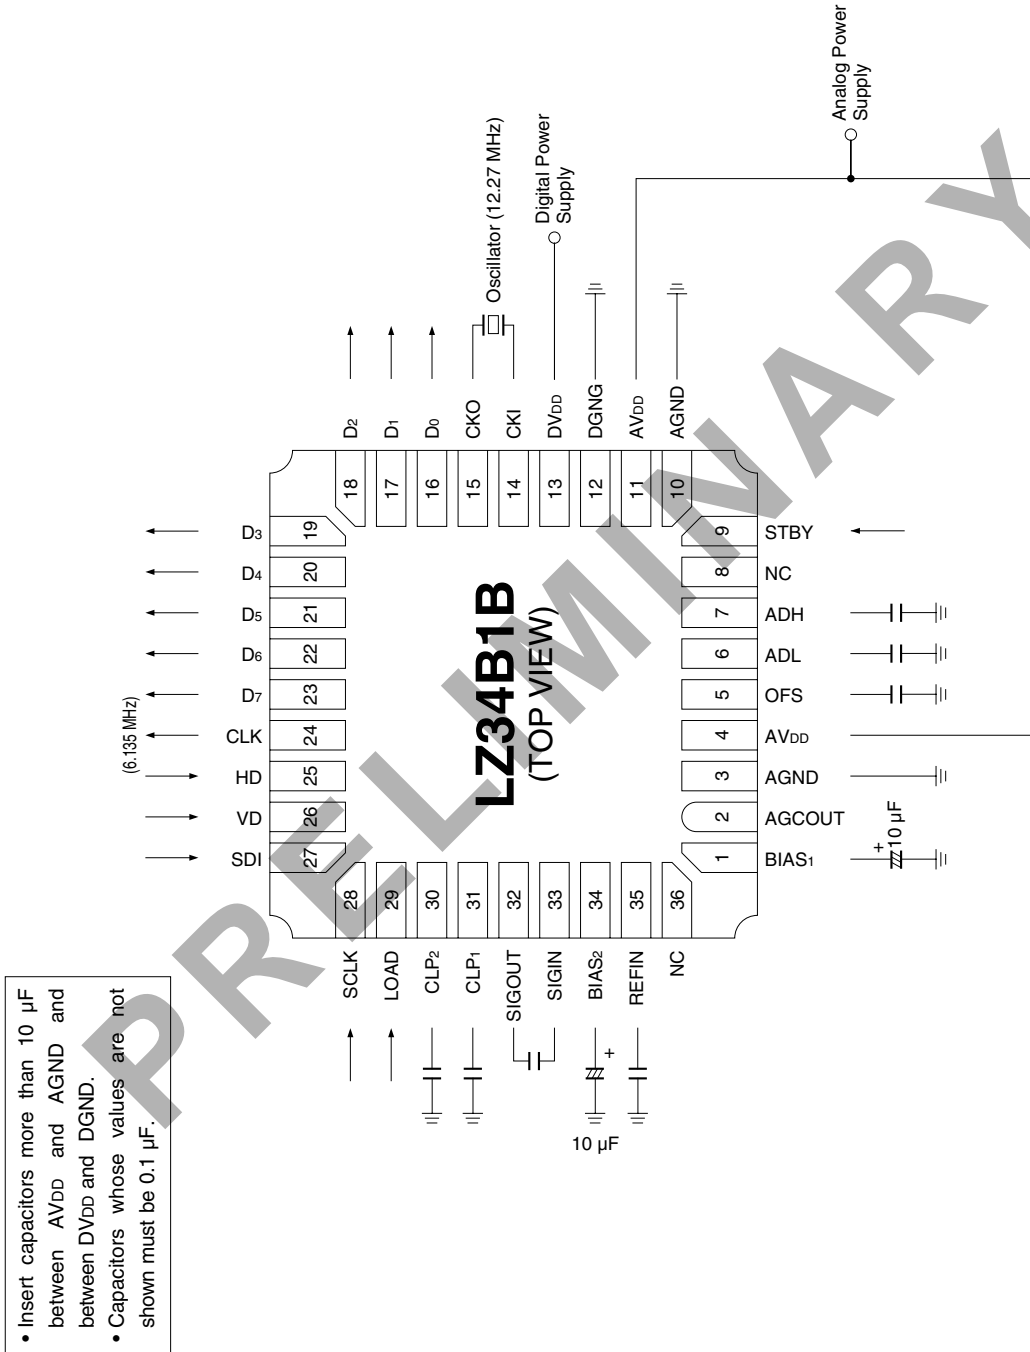 • Insert capacitors more than 10 µF
between AVDD and AGND and
between DVDD and DGND.
• Capacitors whose values are not
shown must be 0.1 µF.
PRELIMINARY
Analog Power
Supply
Digital Power
Supply
Oscillator (12.27 MHz)
D2
D1
D0
CKO
CKI
DVDD
DGNG
AVDD
AGND
18
17
16
15
14
13
12
11
10
(6.135 MHz)
D3 19
D4 20
D5 21
D6 22
D7 23
CLK 24
HD 25
VD 26
SDI 27
LZ34B1B
(TOP VIEW)
9 STBY
8 NC
7 ADH
6 ADL
5 OFS
4 AVDD
3 AGND
2 AGCOUT
1 BIAS1
+
10 µF
28
29
30
31
32
33
34
35
36
SCLK
LOAD
CLP2
CLP1
SIGOUT
SIGIN
BIAS2
REFIN
NC
+
10 µF